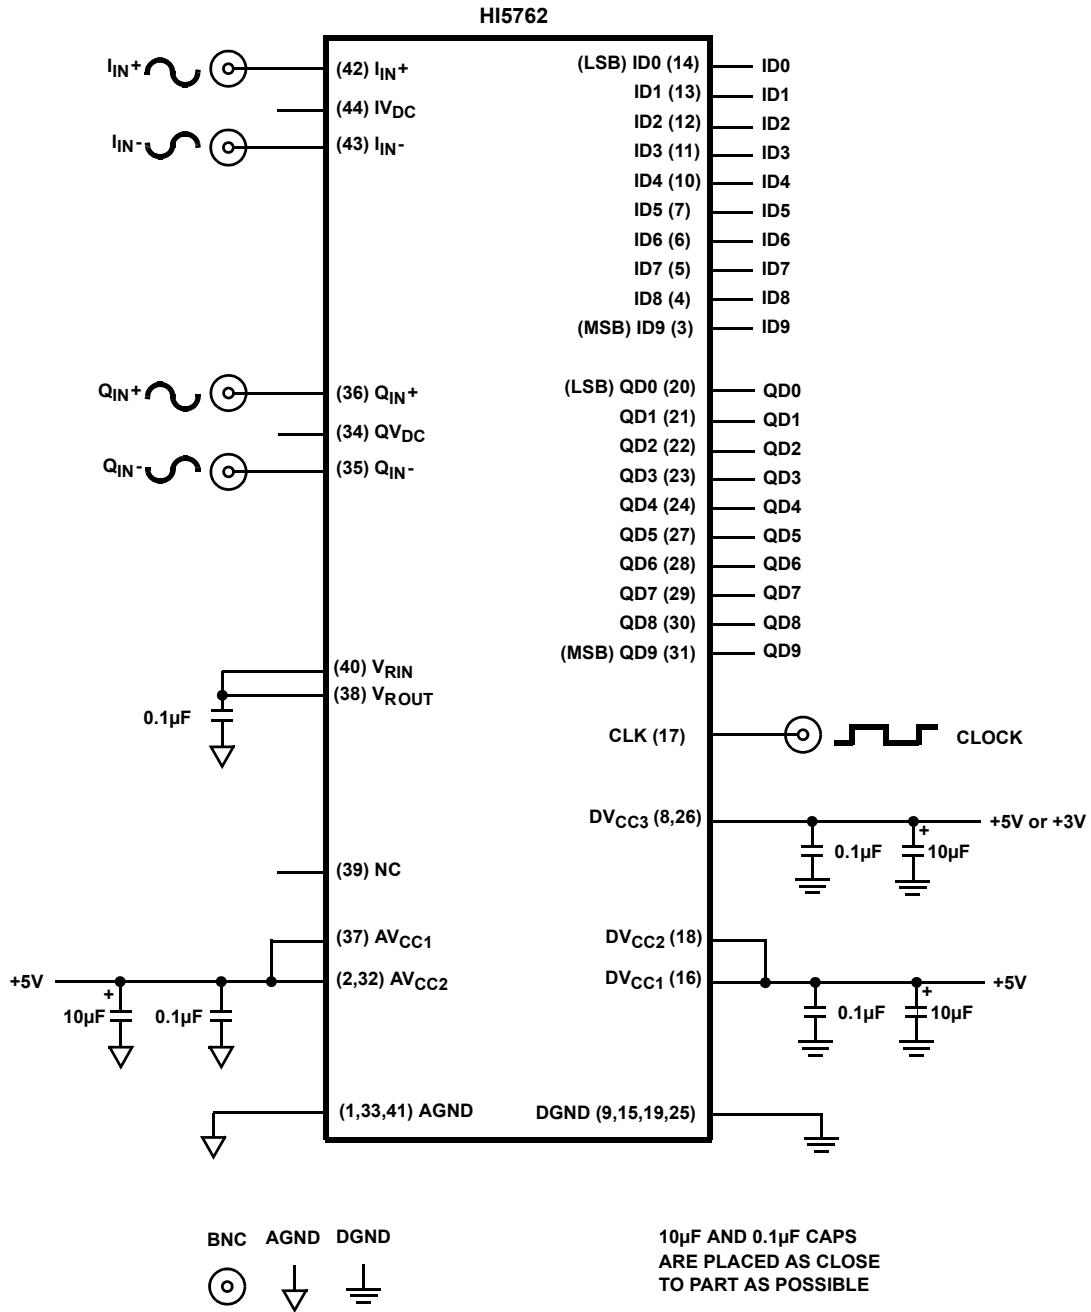 HI5762
IIN+
(42) IIN+
(44) IVDC
IIN-
(43) IIN-
(LSB) ID0 (14)
ID0
ID1 (13)
ID1
ID2 (12)
ID2
ID3 (11)
ID3
ID4 (10)
ID4
ID5 (7)
ID5
ID6 (6)
ID6
ID7 (5)
ID7
ID8 (4)
ID8
(MSB) ID9 (3)
ID9
QIN+
(36) QIN+
(34) QVDC
QIN-
(35) QIN-
(LSB) QD0 (20)
QD0
QD1 (21)
QD1
QD2 (22)
QD2
QD3 (23)
QD3
QD4 (24)
QD4
QD5 (27)
QD5
QD6 (28)
QD6
QD7 (29)
QD7
QD8 (30)
QD8
(MSB) QD9 (31)
QD9
(40) VRIN
(38) VROUT
0.1µF
CLK (17)
CLOCK
DVCC3 (8,26)
+5V or +3V
0.1µF
+
10µF
(39) NC
(37) AVCC1
(2,32) AVCC2
+5V
+
10µF
0.1µF
DVCC2 (18)
DVCC1 (16)
+5V
0.1µF
+
10µF
(1,33,41) AGND
DGND (9,15,19,25)
BNC
AGND
DGND
10µF AND 0.1µF CAPS
ARE PLACED AS CLOSE
TO PART AS POSSIBLE